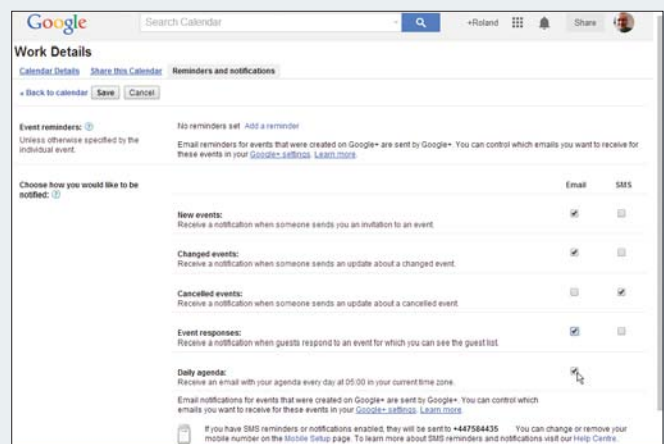 Google Search Calendar +Roland Share
Work Details
Calendar Details Share this Calendar Reminders and notifications
« Back to calendar Save Cancel
Event reminders: No reminders set Add a reminder
Unless otherwise specified by the
individual event.
Email reminders for events that were created on Google+ are sent by Google+. You can control which emails you want to receive for
these events in your Google+ settings. Learn more.
Choose how you would like to be
notified:
Email SMS
New events:
Receive a notification when someone sends you an invitation to an event.
Changed events:
Receive a notification when someone sends an update about a changed event.
Cancelled events:
Receive a notification when someone sends an update about a cancelled event.
Event responses:
Receive a notification when guests respond to an event for which you can see the guest list.
Daily agenda:
Receive an email with your agenda every day at 05:00 in your current time zone.
Email notifications for events that were created on Google+ are sent by Google+. You can control which
emails you want to receive for these events in your Google+ settings. Learn more
If you have SMS reminders or notifications enabled, they will be sent to +447584435 You can change or remove your
mobile number on the Mobile Setup page. To learn more about SMS reminders and notifications visit our Help Centre.